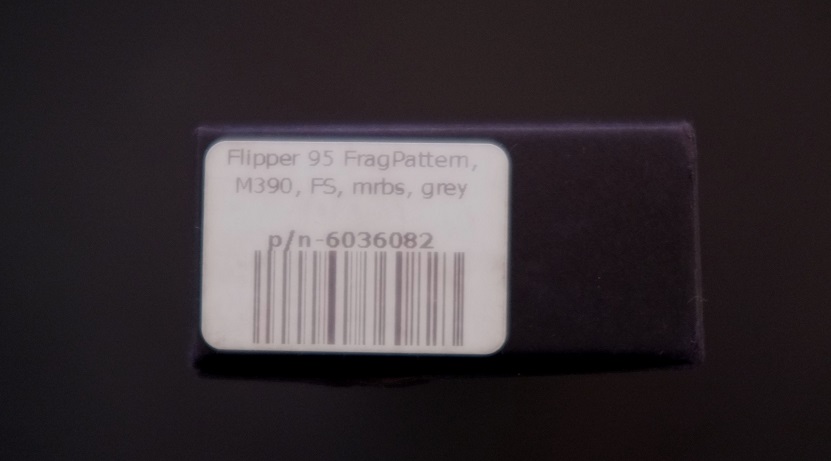 Flipper 95 FragPattern,
M390, FS, mrbs, grey
p/n-6036082